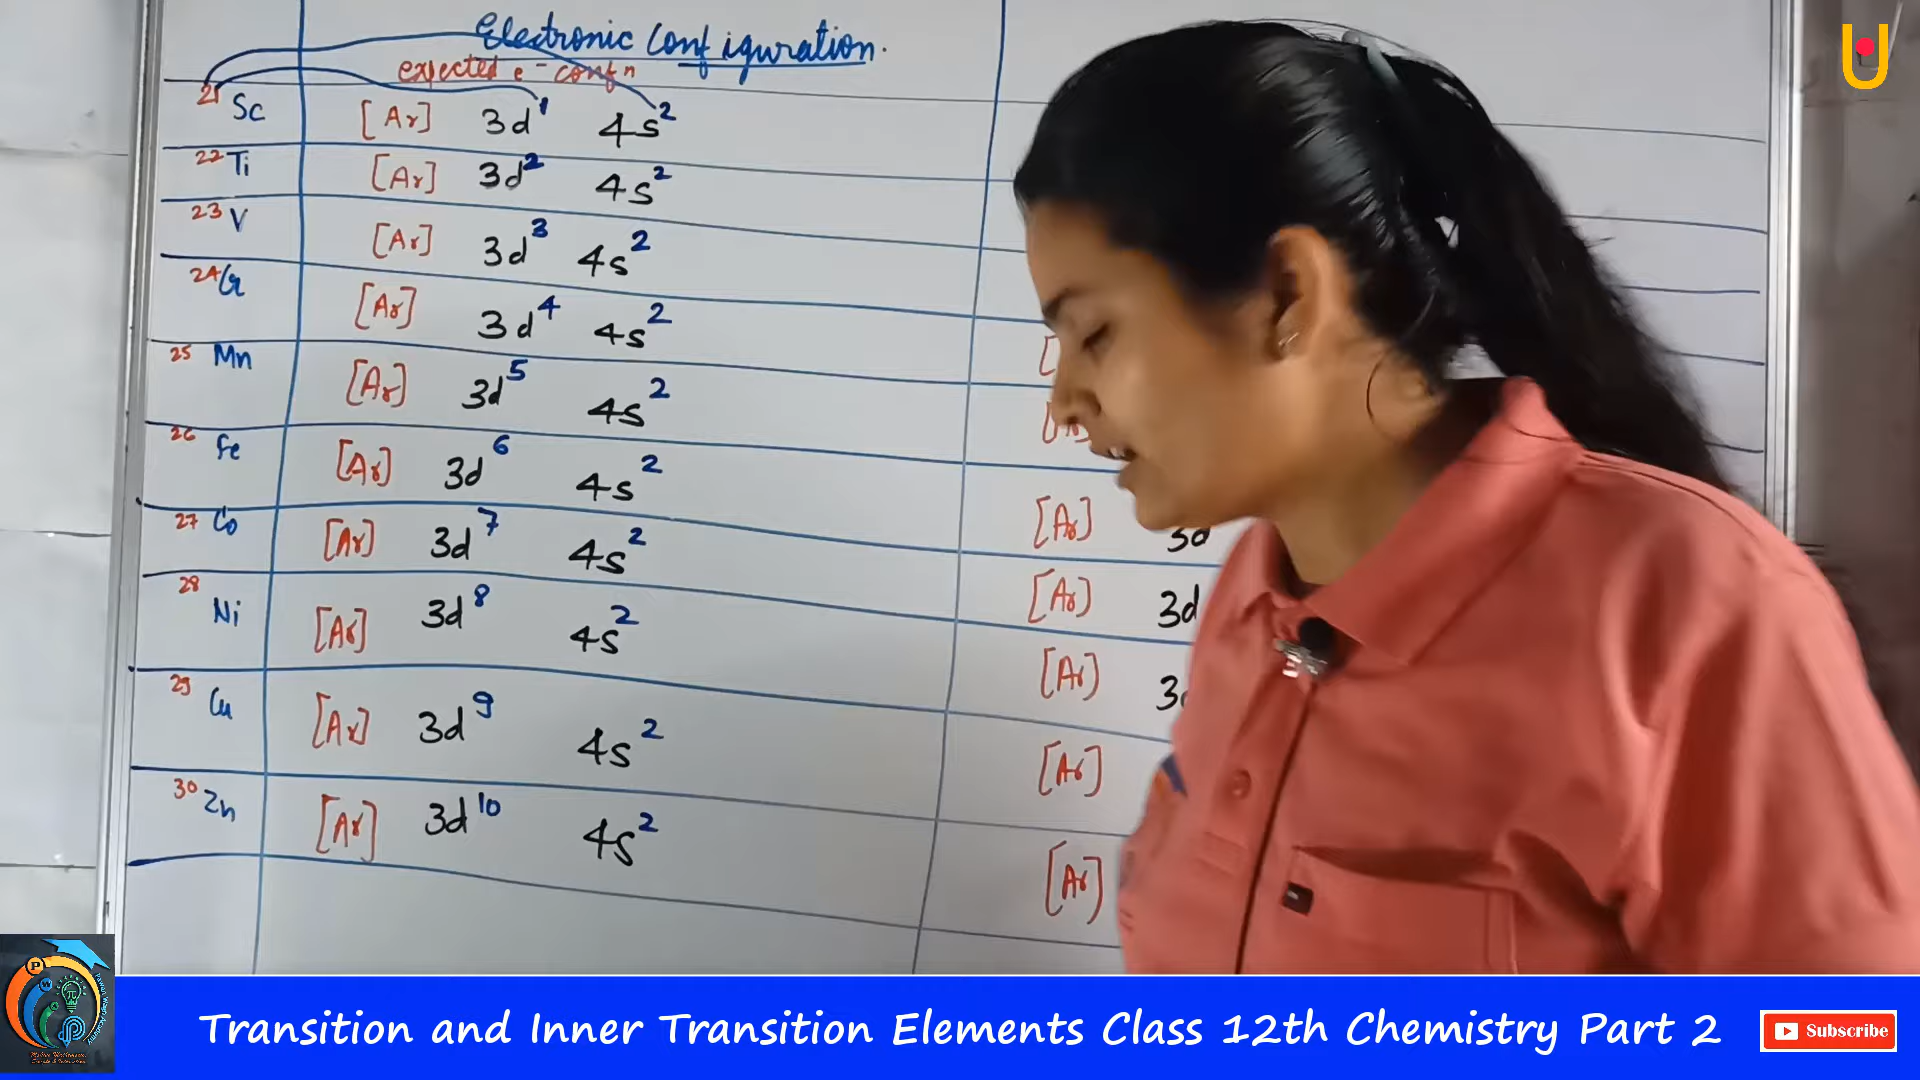 Electronic Configuration.
expected e⁻ confⁿ
21 Sc [Ar] 3d¹ 4s²
22 Ti [Ar] 3d² 4s²
23 V [Ar] 3d³ 4s²
24 Cr [Ar] 3d⁴ 4s²
25 Mn [Ar] 3d⁵ 4s²
26 Fe [Ar] 3d⁶ 4s²
27 Co [Ar] 3d⁷ 4s² [Ar] 3d
28 Ni [Ar] 3d⁸ 4s² [Ar] 3d
29 Cu [Ar] 3d⁹ 4s² [Ar]
30 Zn [Ar] 3d¹⁰ 4s² [Ar]
Transition and Inner Transition Elements Class 12th Chemistry Part 2
Subscribe